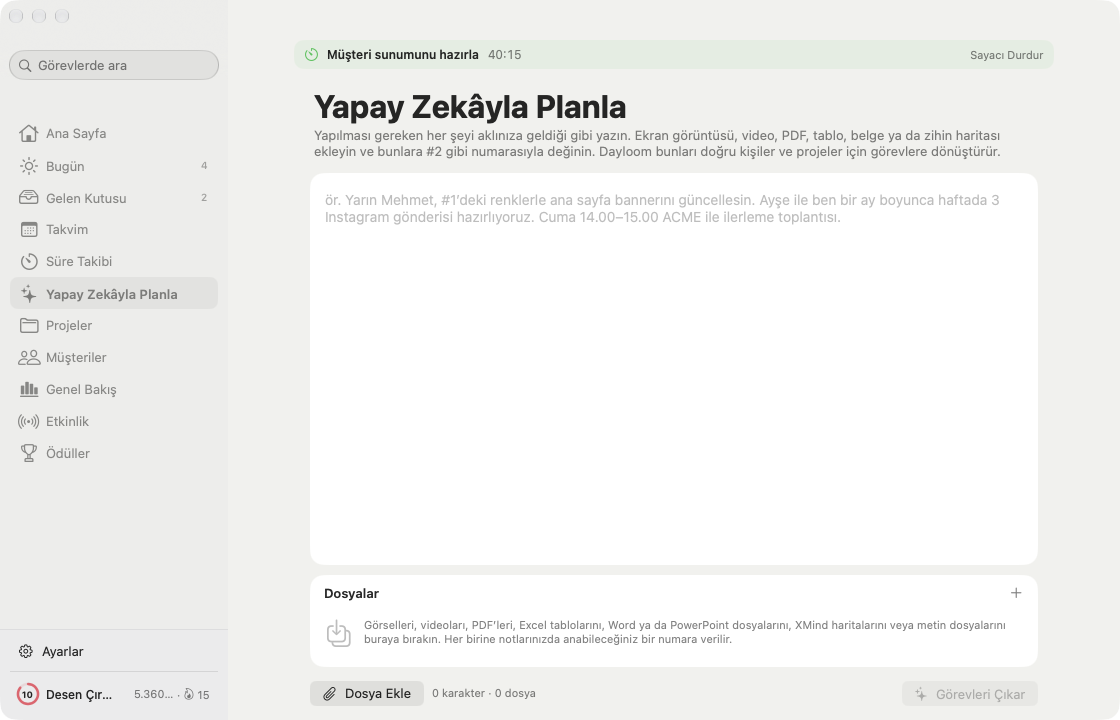 Görevlerde ara
Ana Sayfa
Bugün 4
Gelen Kutusu 2
Takvim
Süre Takibi
Yapay Zekâyla Planla
Projeler
Müşteriler
Genel Bakış
Etkinlik
Ödüller
Ayarlar
10 Desen Çır... 5.360... · 15
Müşteri sunumunu hazırla 40:15 Sayacı Durdur
Yapay Zekâyla Planla
Yapılması gereken her şeyi aklınıza geldiği gibi yazın. Ekran görüntüsü, video, PDF, tablo, belge ya da zihin haritası
ekleyin ve bunlara #2 gibi numarasıyla değinin. Dayloom bunları doğru kişiler ve projeler için görevlere dönüştürür.
ör. Yarın Mehmet, #1'deki renklerle ana sayfa bannerını güncellesin. Ayşe ile ben bir ay boyunca haftada 3
Instagram gönderisi hazırlıyoruz. Cuma 14.00–15.00 ACME ile ilerleme toplantısı.
Dosyalar
Görselleri, videoları, PDF'leri, Excel tablolarını, Word ya da PowerPoint dosyalarını, XMind haritalarını veya metin dosyalarını
buraya bırakın. Her birine notlarınızda anabileceğiniz bir numara verilir.
Dosya Ekle 0 karakter · 0 dosya
Görevleri Çıkar